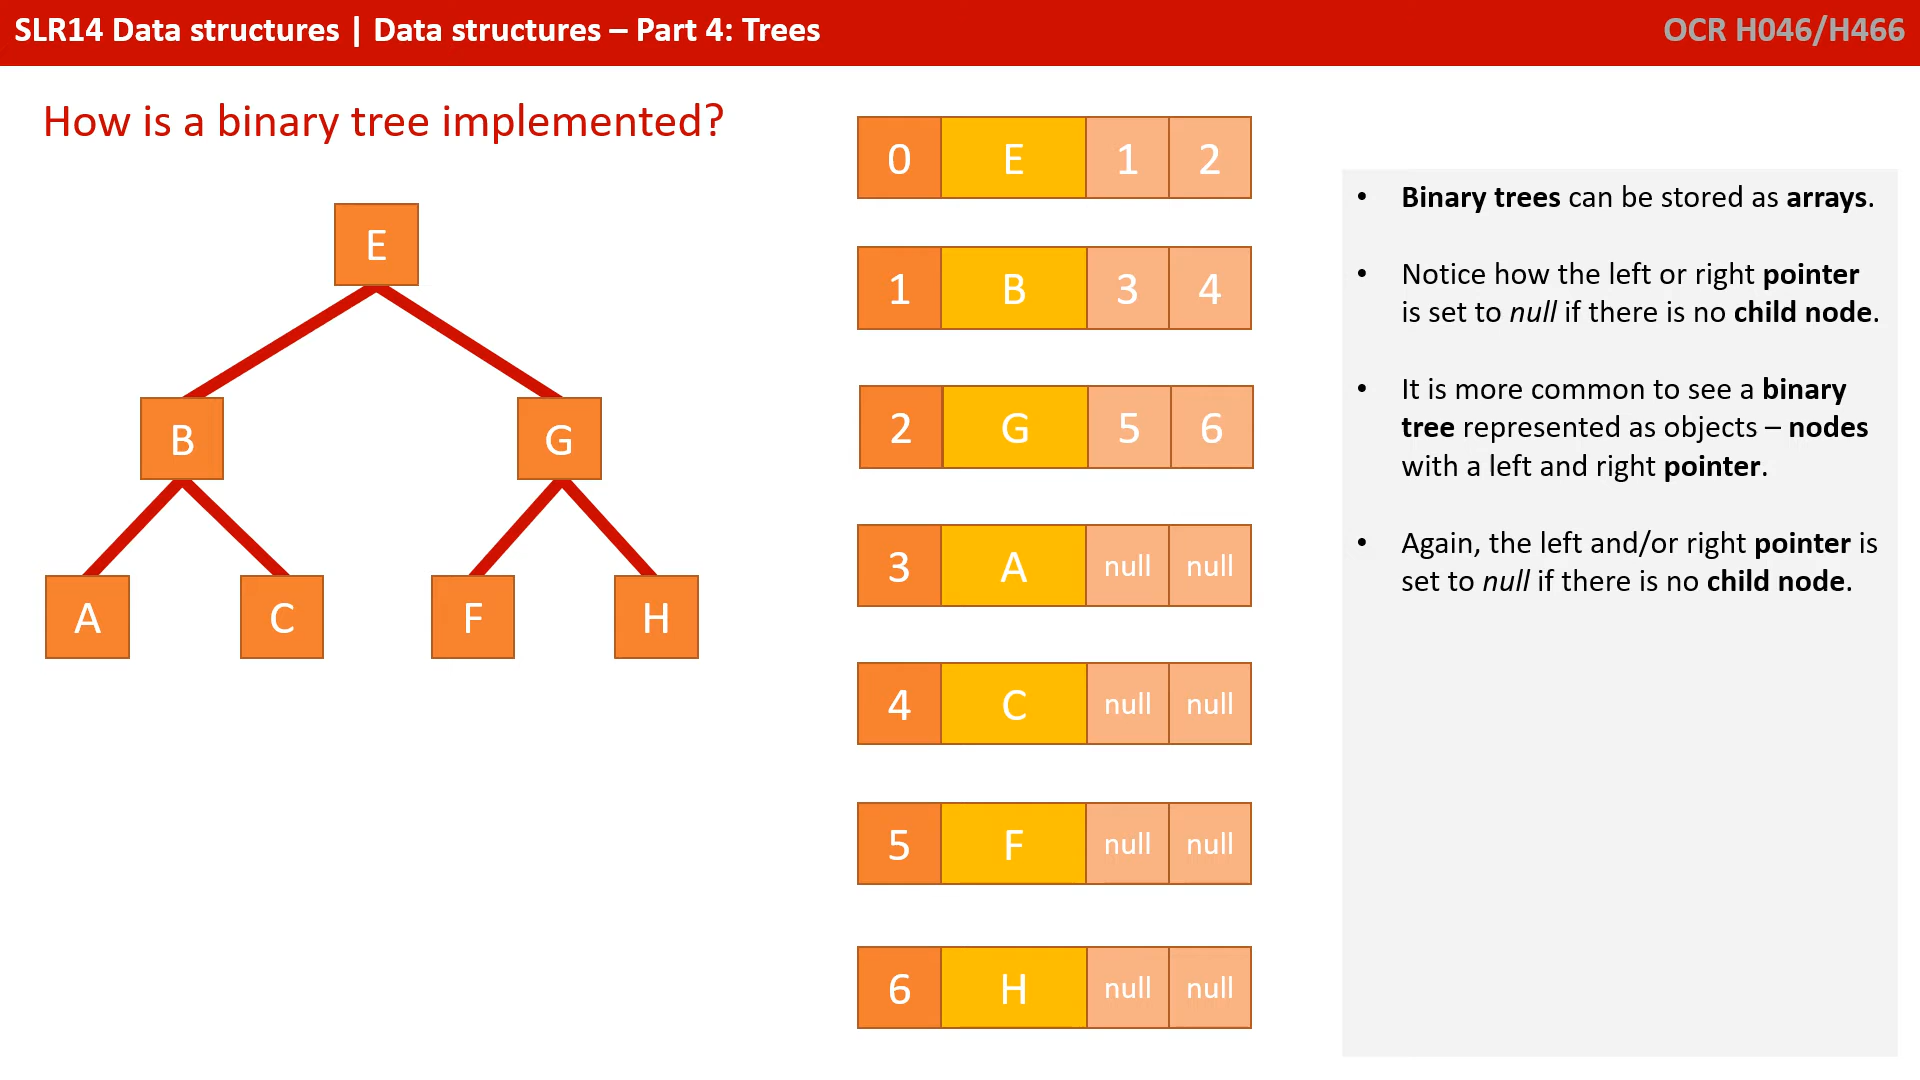 SLR14 Data structures | Data structures – Part 4: Trees
OCR H046/H466
How is a binary tree implemented?
E
B
G
A
C
F
H
0 E 1 2
1 B 3 4
2 G 5 6
3 A null null
4 C null null
5 F null null
6 H null null
• Binary trees can be stored as arrays.
• Notice how the left or right pointer
is set to null if there is no child node.
• It is more common to see a binary
tree represented as objects – nodes
with a left and right pointer.
• Again, the left and/or right pointer is
set to null if there is no child node.